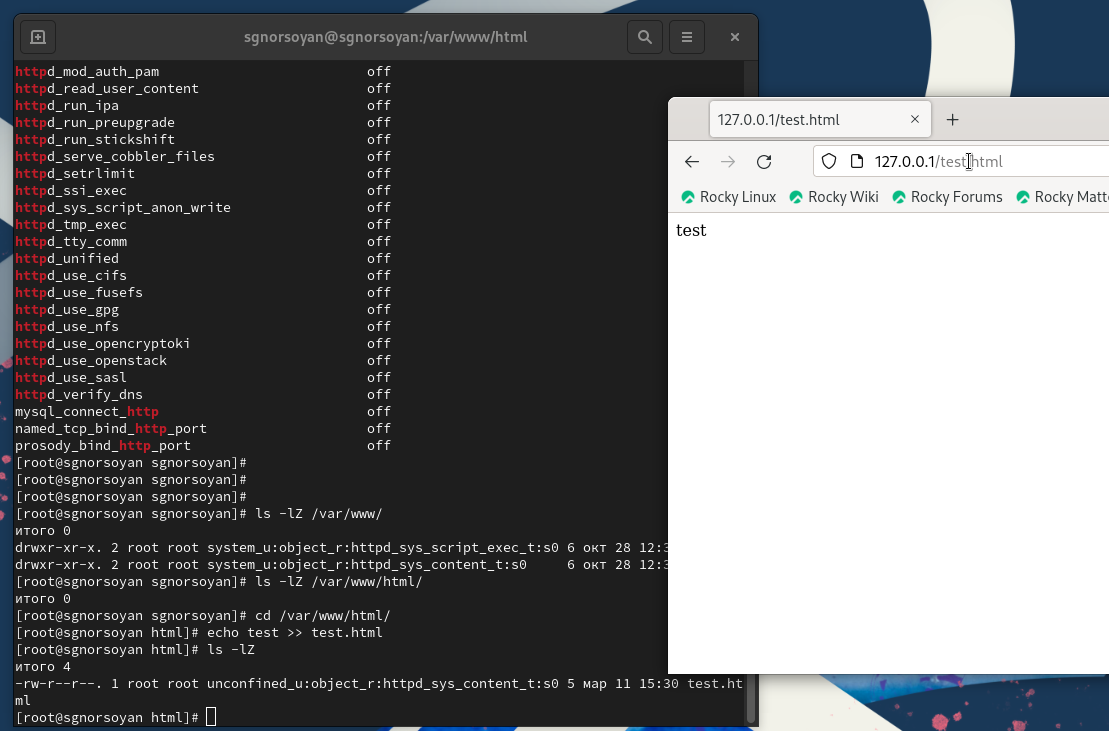 sgnorsoyan@sgnorsoyan:/var/www/html
httpd_mod_auth_pam off
httpd_read_user_content off
httpd_run_ipa off
httpd_run_preupgrade off
httpd_run_stickshift off
httpd_serve_cobbler_files off
httpd_setrlimit off
httpd_ssi_exec off
httpd_sys_script_anon_write off
httpd_tmp_exec off
httpd_tty_comm off
httpd_unified off
httpd_use_cifs off
httpd_use_fusefs off
httpd_use_gpg off
httpd_use_nfs off
httpd_use_opencryptoki off
httpd_use_openstack off
httpd_use_sasl off
httpd_verify_dns off
mysql_connect_http off
named_tcp_bind_http_port off
prosody_bind_http_port off
[root@sgnorsoyan sgnorsoyan]#
[root@sgnorsoyan sgnorsoyan]#
[root@sgnorsoyan sgnorsoyan]#
[root@sgnorsoyan sgnorsoyan]# ls -lZ /var/www/
итого 0
drwxr-xr-x. 2 root root system_u:object_r:httpd_sys_script_exec_t:s0 6 окт 28 12:3
drwxr-xr-x. 2 root root system_u:object_r:httpd_sys_content_t:s0 6 окт 28 12:3
[root@sgnorsoyan sgnorsoyan]# ls -lZ /var/www/html/
итого 0
[root@sgnorsoyan sgnorsoyan]# cd /var/www/html/
[root@sgnorsoyan html]# echo test >> test.html
[root@sgnorsoyan html]# ls -lZ
итого 4
-rw-r--r--. 1 root root unconfined_u:object_r:httpd_sys_content_t:s0 5 мар 11 15:30 test.ht
ml
[root@sgnorsoyan html]#
127.0.0.1/test.html
127.0.0.1/test.html
Rocky Linux Rocky Wiki Rocky Forums Rocky Matt
test